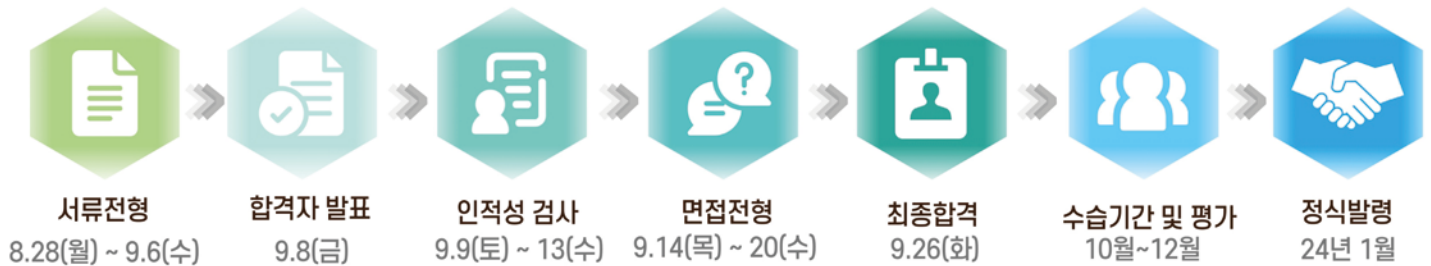 서류전형
8.28(월) ~ 9.6(수)
합격자 발표
9.8(금)
인적성 검사
9.9(토) ~ 13(수)
면접전형
9.14(목) ~ 20(수)
최종합격
9.26(화)
수습기간 및 평가
10월~12월
정식발령
24년 1월